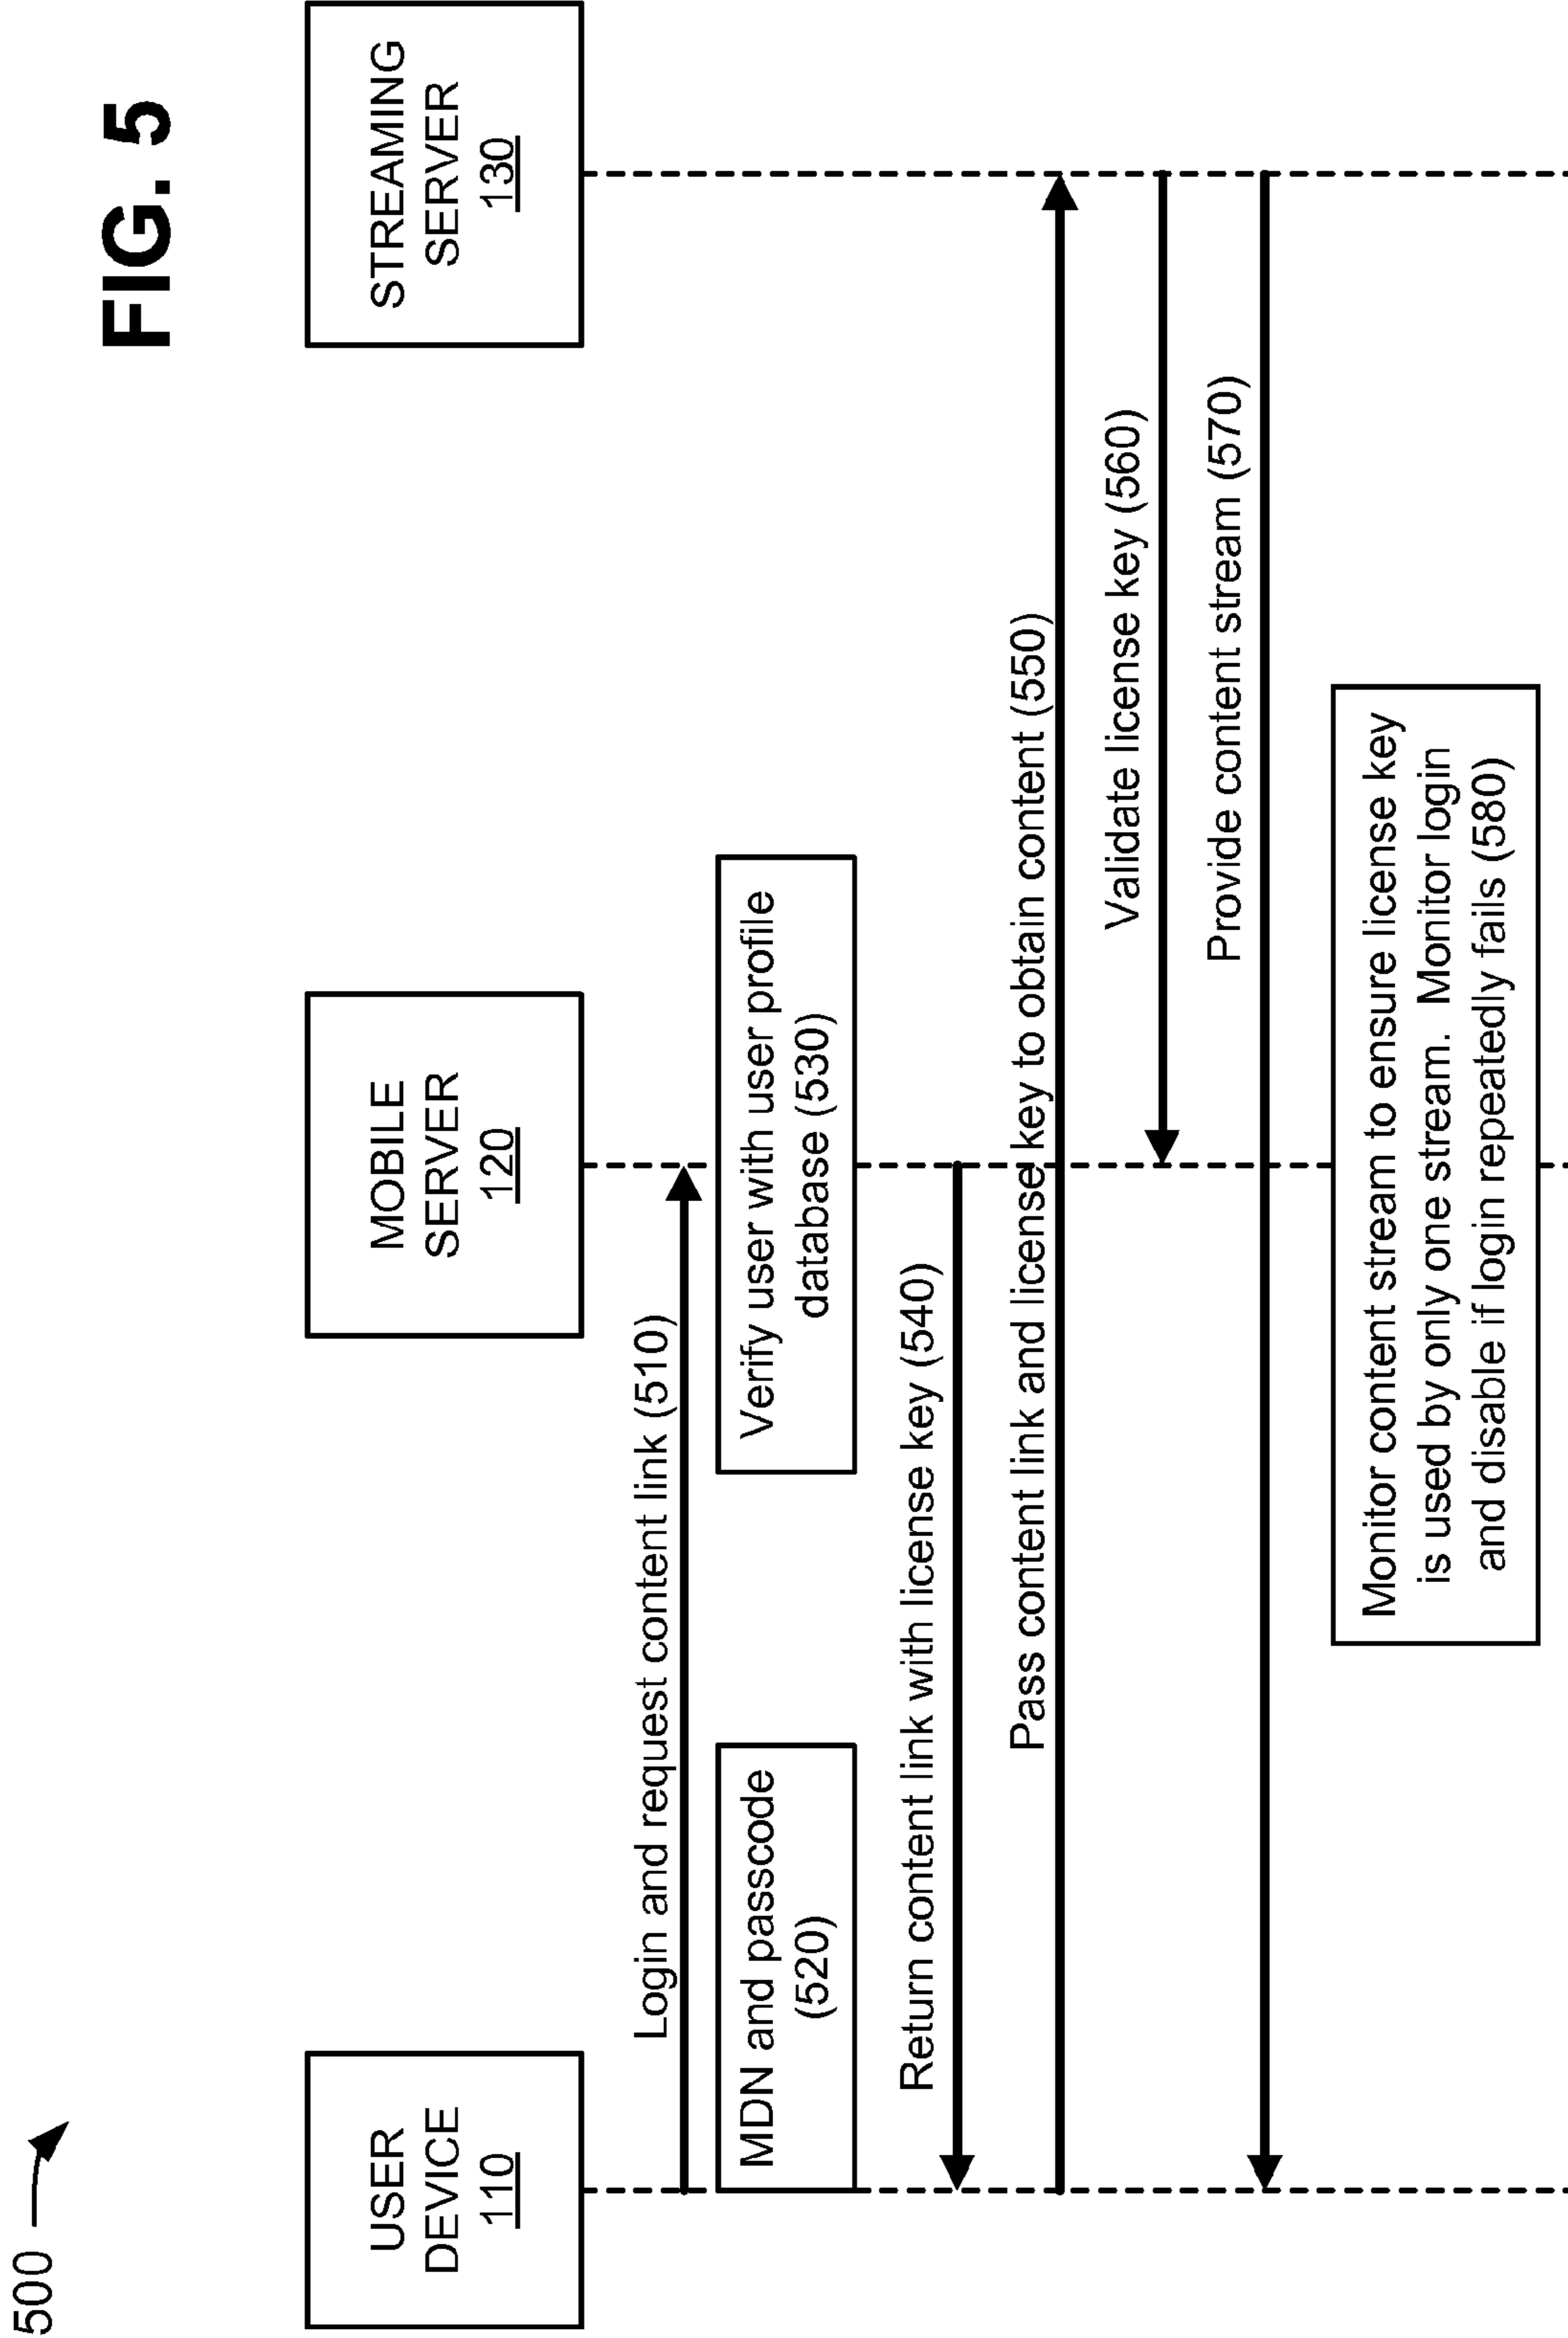 500
FIG. 5
USER
DEVICE
110
MOBILE
SERVER
120
STREAMING
SERVER
130
Login and request content link (510)
MDN and passcode
(520)
Verify user with user profile
database (530)
Return content link with license key (540)
Pass content link and license key to obtain content (550)
Validate license key (560)
Provide content stream (570)
Monitor content stream to ensure license key
is used by only one stream.  Monitor login
and disable if login repeatedly fails (580)